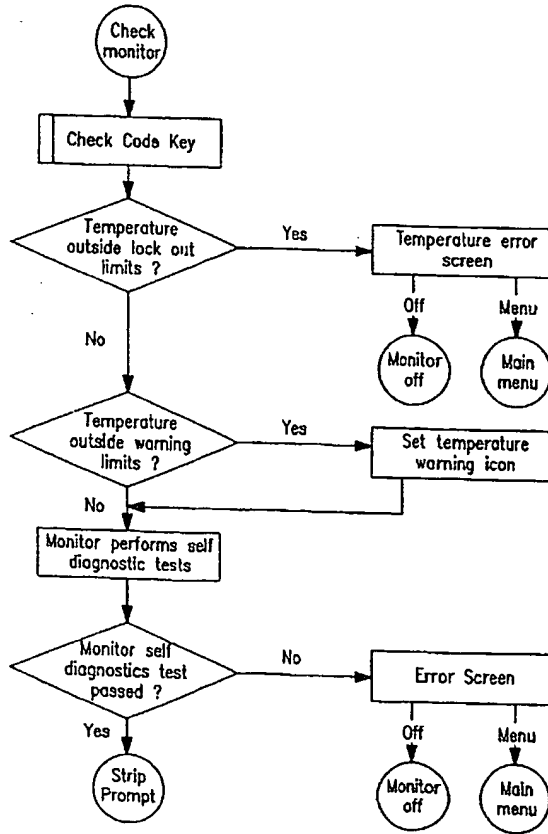 Check
monitor
Check Code Key
Temperature
outside lock out
limits ?
Yes
Temperature error
screen
No
Off
Menu
Monitor
off
Main
menu
Temperature
outside warning
limits ?
Yes
Set temperature
warning icon
No
Monitor performs self
diagnostic tests
Monitor self
diagnostics test
passed ?
No
Error Screen
Yes
Off
Menu
Strip
Prompt
Monitor
off
Main
menu